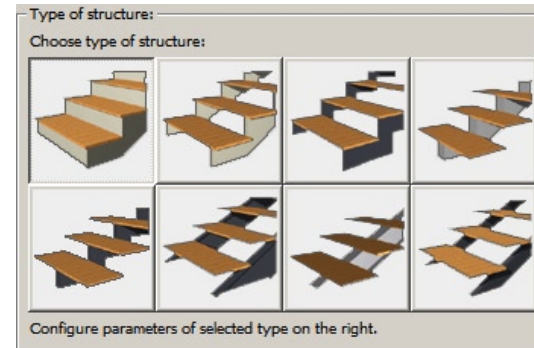 Type of structure:
Choose type of structure:
Configure parameters of selected type on the right.